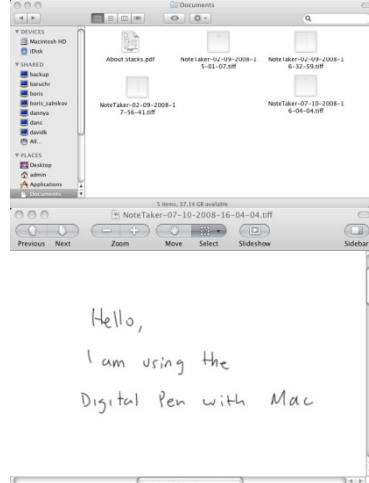 Documents
DEVICES
Macintosh HD
iDisk
SHARED
backup
baruchr
boris
boris_salnikov
dannya
danc
davidk
All...
PLACES
Desktop
admin
Applications
Documents
About Stacks.pdf
NoteTaker-02-09-2008-1
5-01-07.tiff
NoteTaker-02-09-2008-1
6-32-59.tiff
NoteTaker-02-09-2008-1
7-56-41.tiff
NoteTaker-07-10-2008-1
6-04-04.tiff
5 items, 37.14 GB available
NoteTaker-07-10-2008-16-04-04.tiff
Previous Next Zoom Move Select Slideshow Sidebar
Hello,
I am using the
Digital Pen with Mac